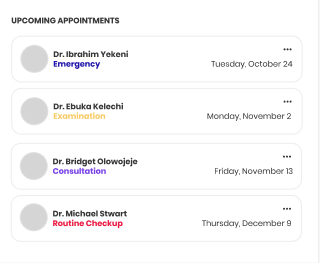 UPCOMING APPOINTMENTS
Dr. Ibrahim Yekeni
Emergency
Tuesday, October 24
Dr. Ebuka Kelechi
Examination
Monday, November 2
Dr. Bridget Olowojeje
Consultation
Friday, November 13
Dr. Michael Stwart
Routine Checkup
Thursday, December 9